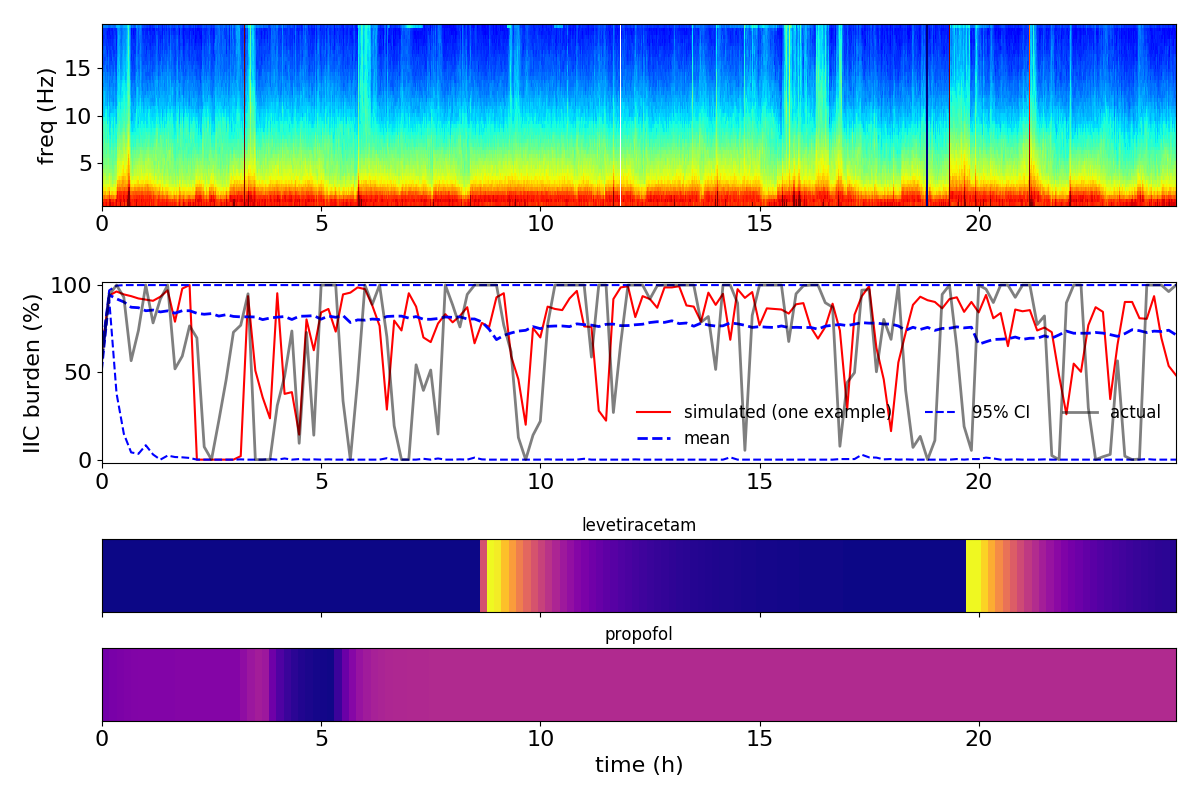 freq (Hz)
15
10
5
0 5 10 15 20
IIC burden (%)
100
50
0
simulated (one example) 95% CI actual
mean
0 5 10 15 20
levetiracetam
propofol
0 5 10 15 20
time (h)